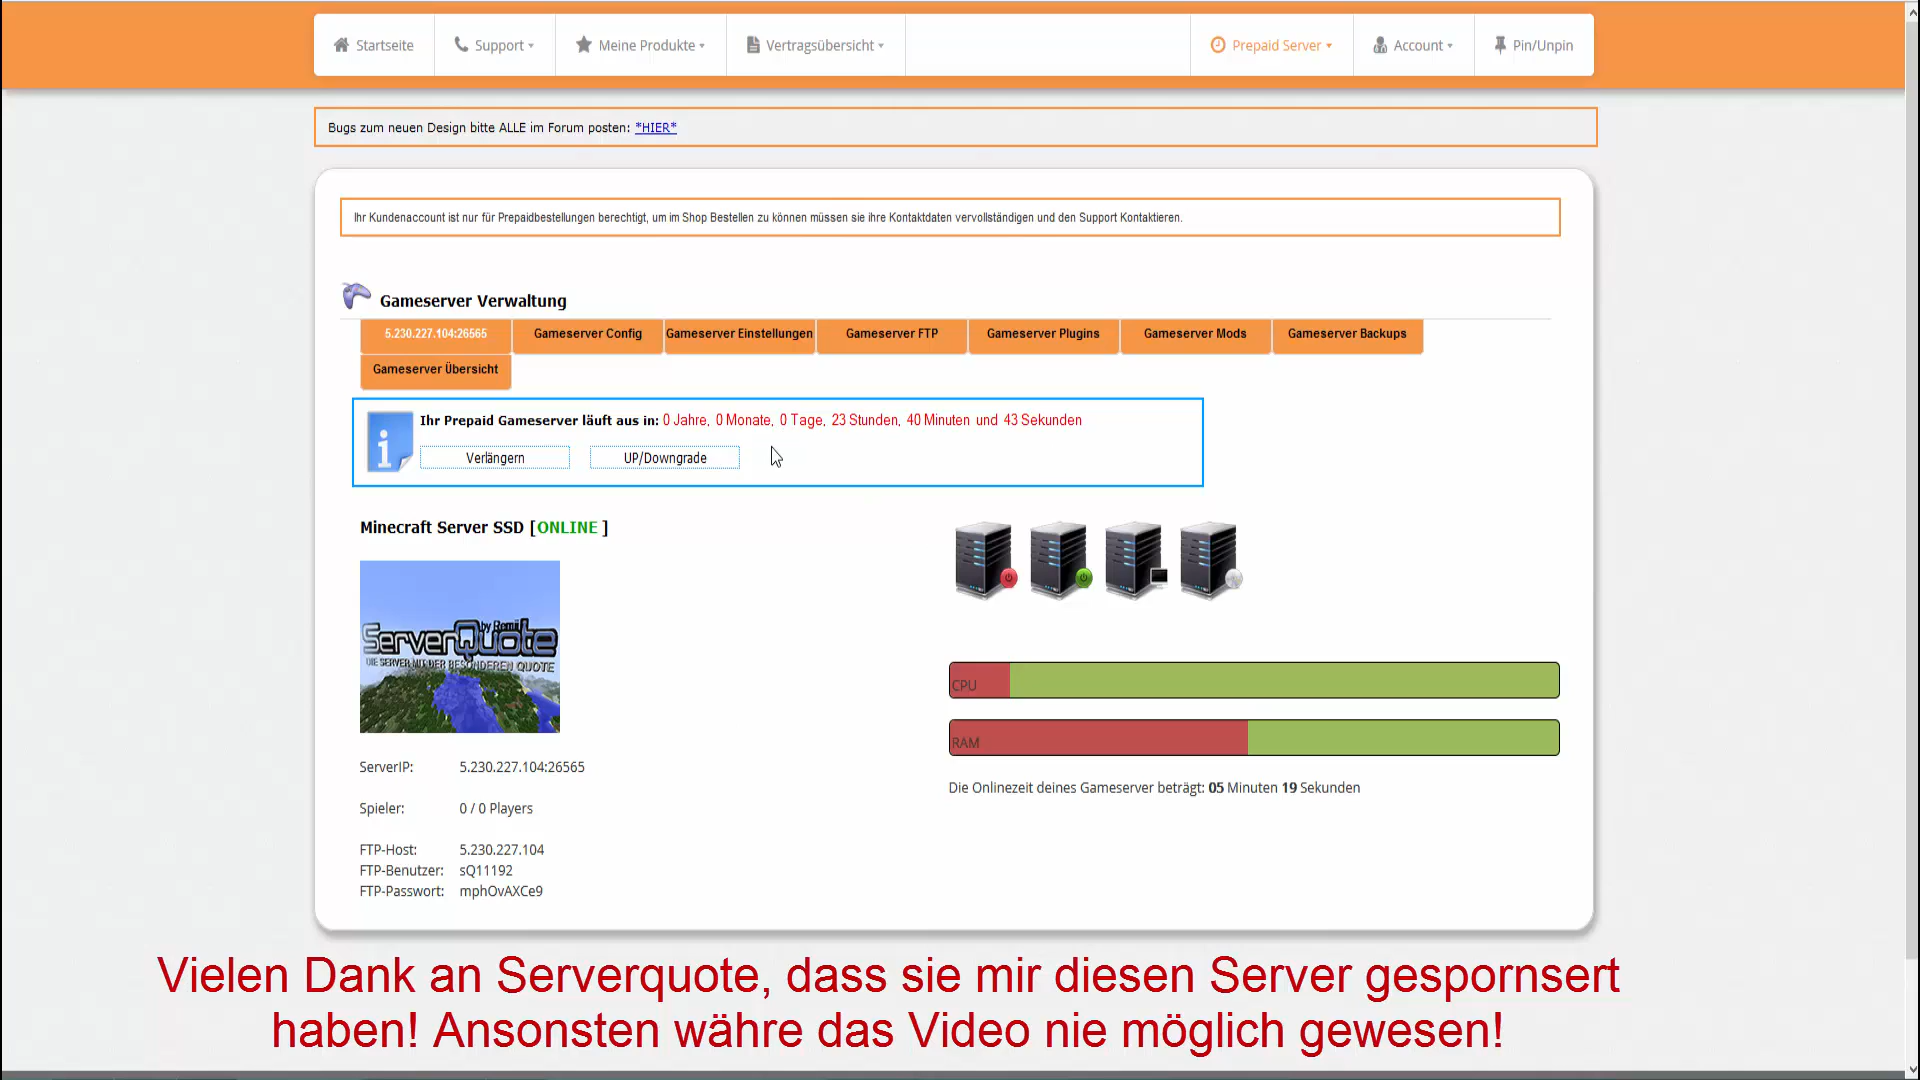 Startseite
Support
Meine Produkte
Vertragsübersicht
Prepaid Server
Account
Pin/Unpin
Bugs zum neuen Design bitte ALLE im Forum posten: *HIER*
Ihr Kundenaccount ist nur für Prepaidbestellungen berechtigt, um im Shop Bestellen zu können müssen sie ihre Kontaktdaten vervollständigen und den Support Kontaktieren.
Gameserver Verwaltung
5.230.227.104:26565
Gameserver Config
Gameserver Einstellungen
Gameserver FTP
Gameserver Plugins
Gameserver Mods
Gameserver Backups
Gameserver Übersicht
Ihr Prepaid Gameserver läuft aus in: 0 Jahre, 0 Monate, 0 Tage, 23 Stunden, 40 Minuten und 43 Sekunden
Verlängern
UP/Downgrade
Minecraft Server SSD [ONLINE ]
by Remii
ServerQuote
DIE SERVER MIT DER BESONDEREN QUOTE
CPU
RAM
Die Onlinezeit deines Gameserver beträgt: 05 Minuten 19 Sekunden
ServerIP: 5.230.227.104:26565
Spieler: 0 / 0 Players
FTP-Host: 5.230.227.104
FTP-Benutzer: sQ11192
FTP-Passwort: mphOvAXCe9
Vielen Dank an Serverquote, dass sie mir diesen Server gespornsert
haben! Ansonsten währe das Video nie möglich gewesen!